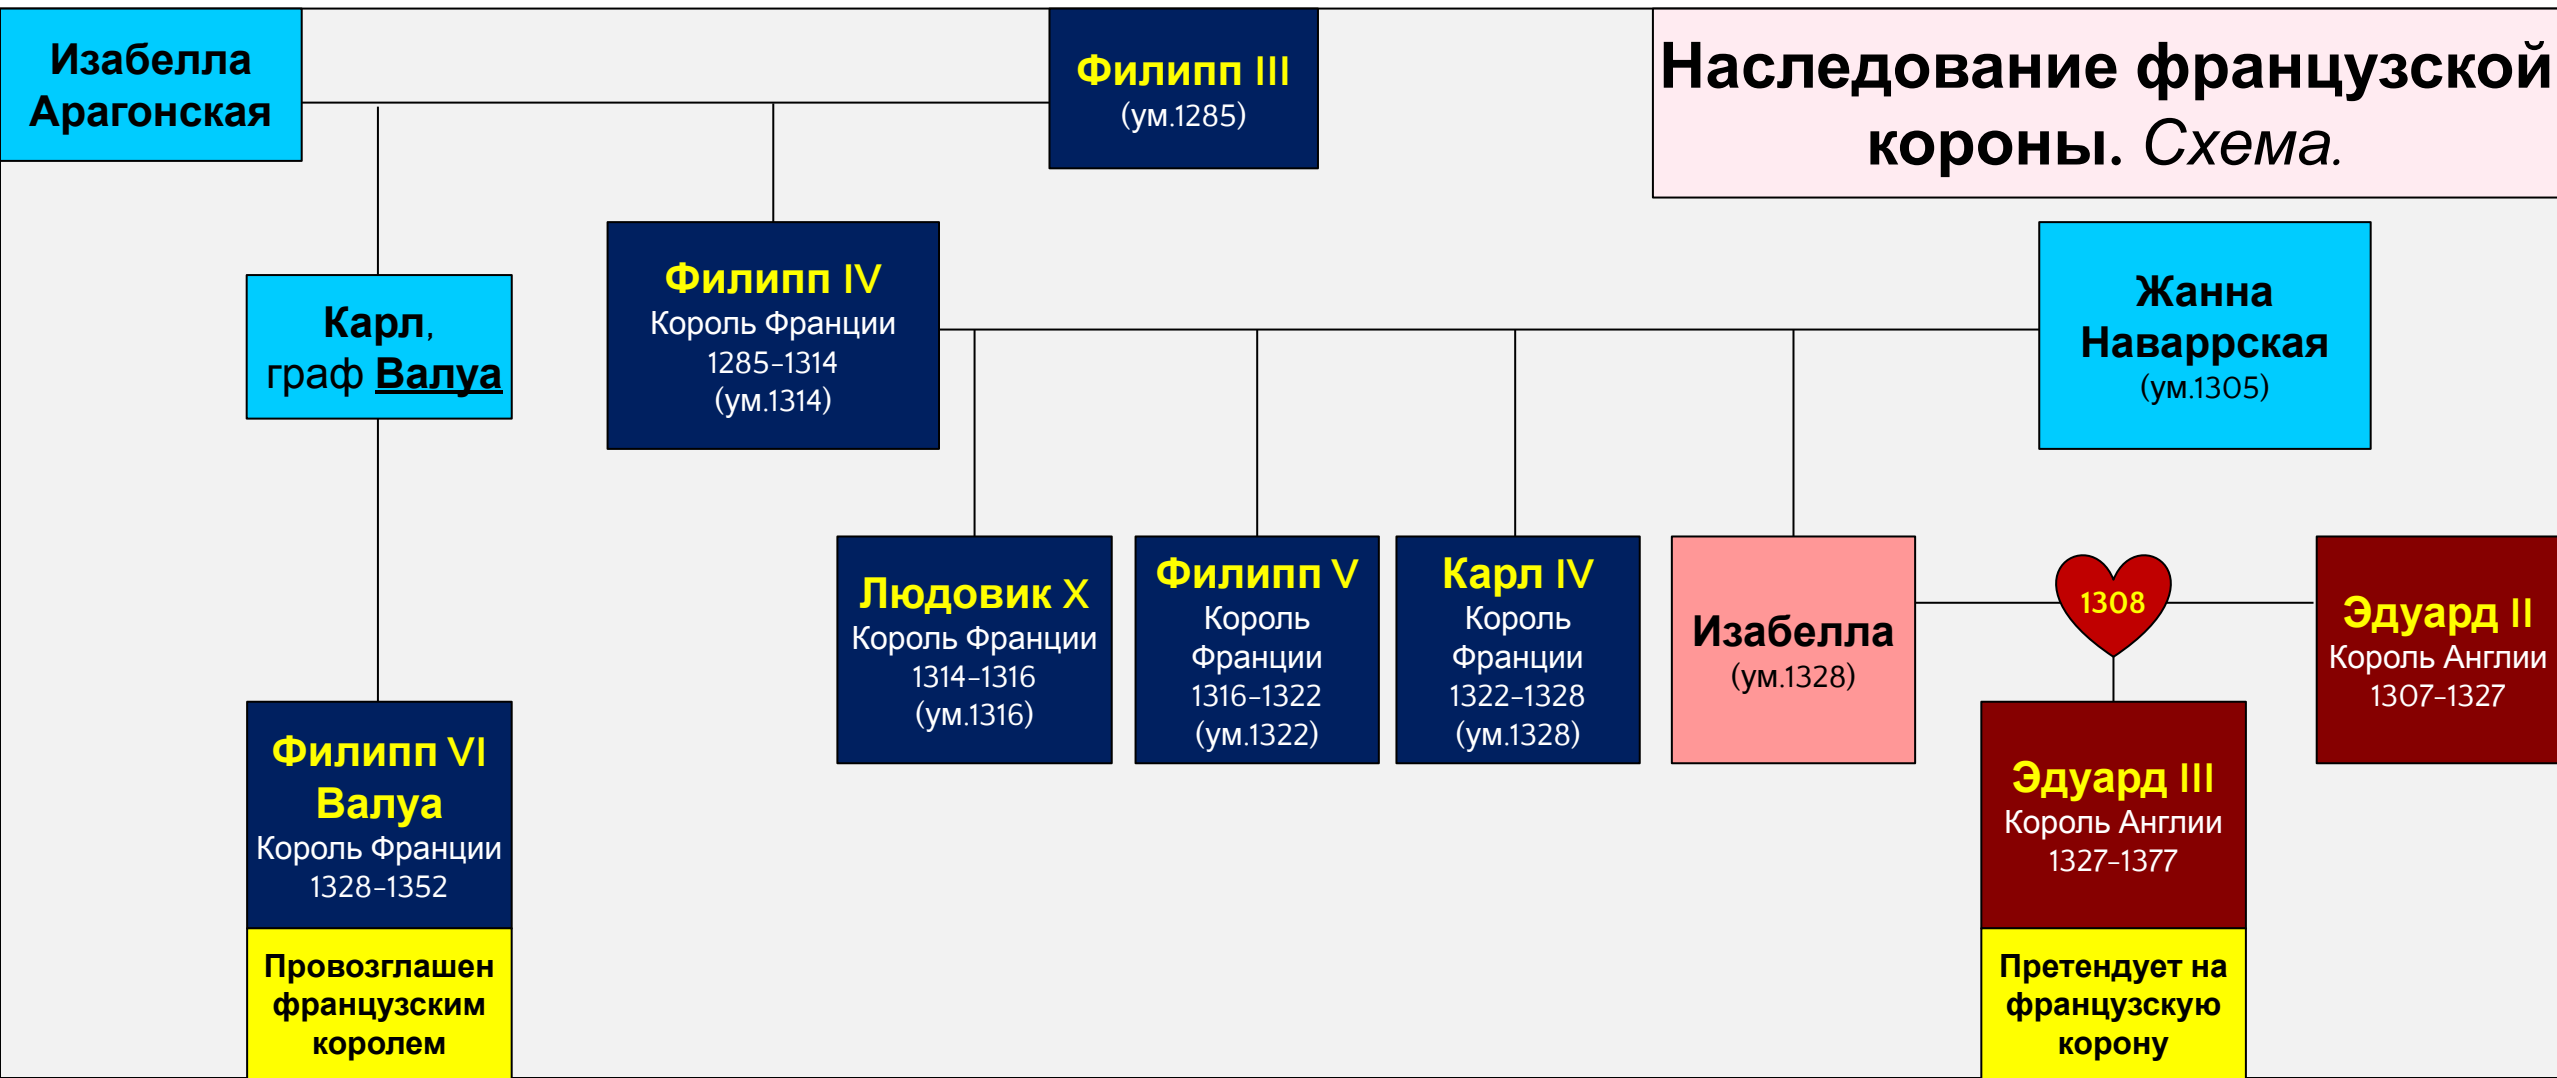 Изабелла
Арагонская
Филипп III
(ум.1285)
Наследование французской
короны. Схема.
Карл,
граф Валуа
Филипп IV
Король Франции
1285-1314
(ум.1314)
Жанна
Наваррская
(ум.1305)
Людовик X
Король Франции
1314-1316
(ум.1316)
Филипп V
Король
Франции
1316-1322
(ум.1322)
Карл IV
Король
Франции
1322-1328
(ум.1328)
Изабелла
(ум.1328)
1308
Эдуард II
Король Англии
1307-1327
Филипп VI
Валуа
Король Франции
1328-1352
Эдуард III
Король Англии
1327-1377
Провозглашен
французским
королем
Претендует на
французскую
корону